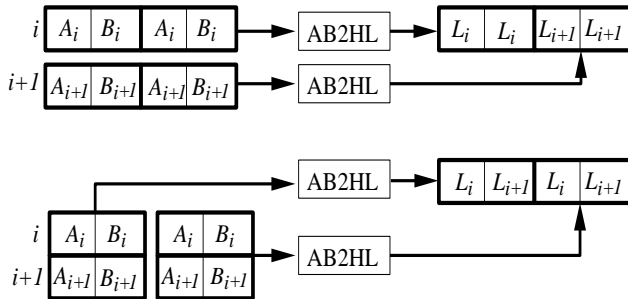 i A_i B_i A_i B_i AB2HL L_i L_i L_{i+1} L_{i+1}
i+1 A_{i+1} B_{i+1} A_{i+1} B_{i+1} AB2HL
AB2HL L_i L_{i+1} L_i L_{i+1}
i A_i B_i A_i B_i
AB2HL
i+1 A_{i+1} B_{i+1} A_{i+1} B_{i+1}